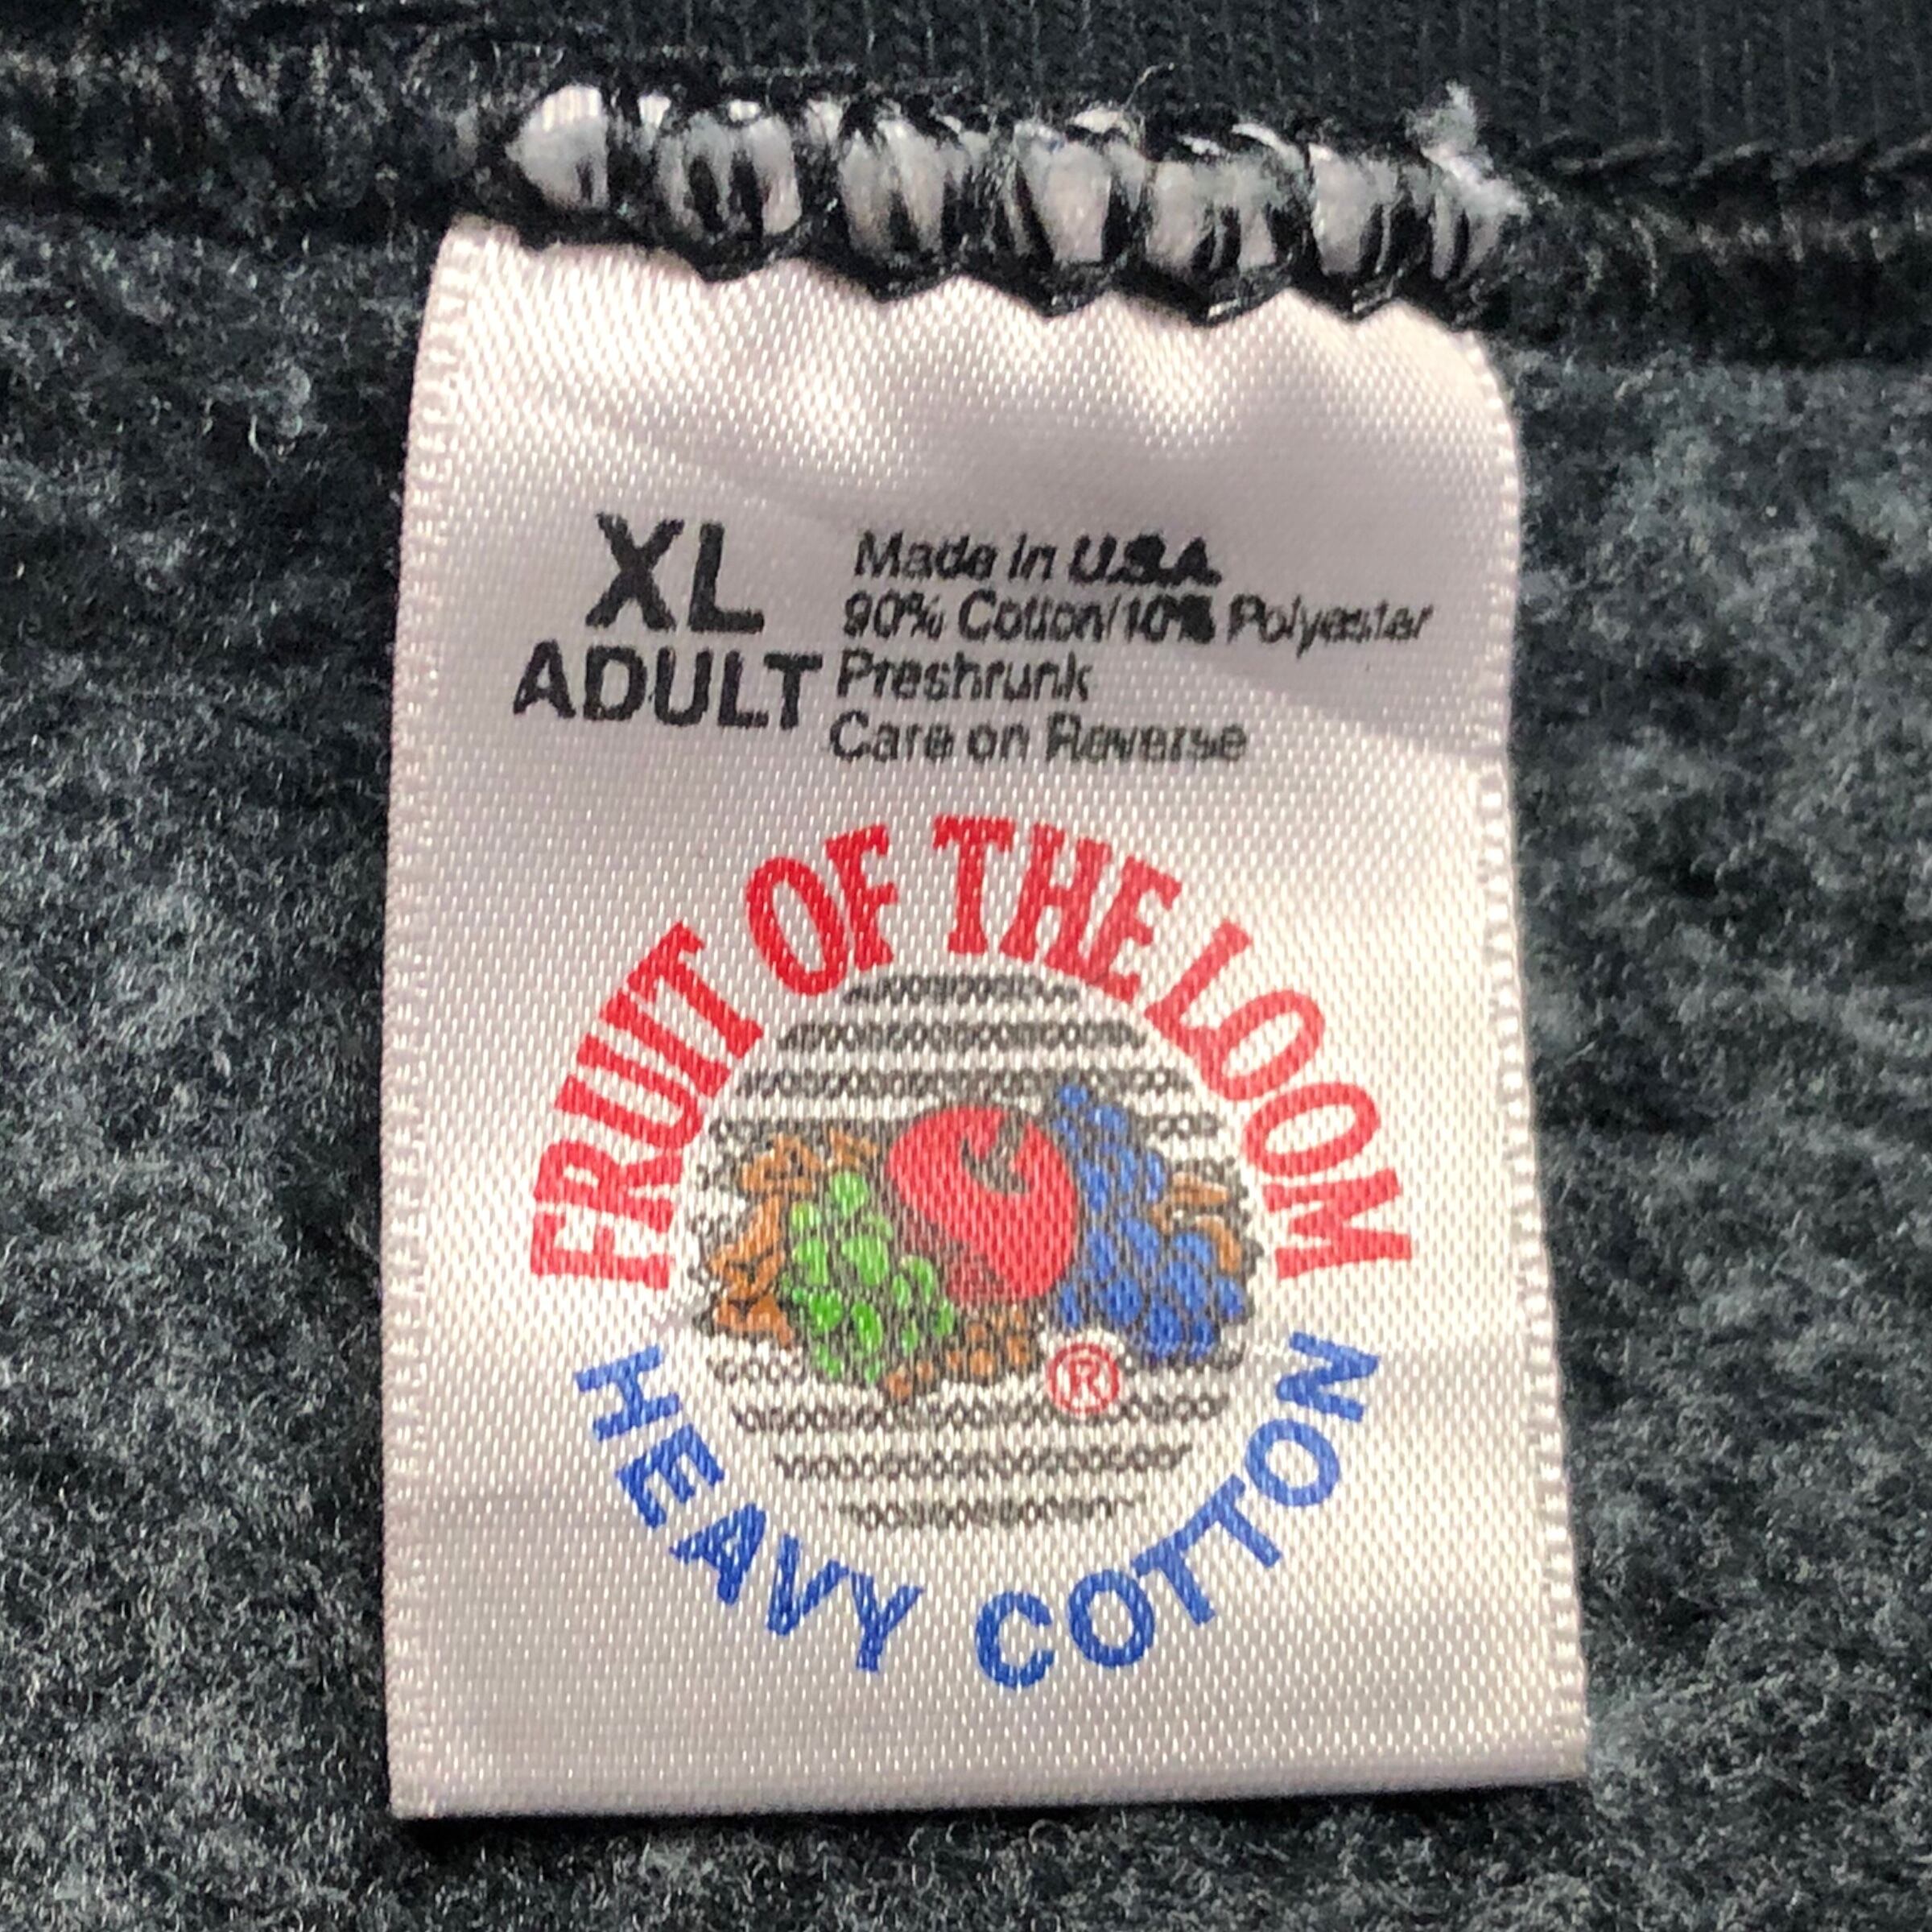 XL
ADULT
Made in U.S.A.
90% Cotton/10% Polyester
Preshrunk
Care on Reverse
FRUIT OF THE LOOM
®
HEAVY COTTON